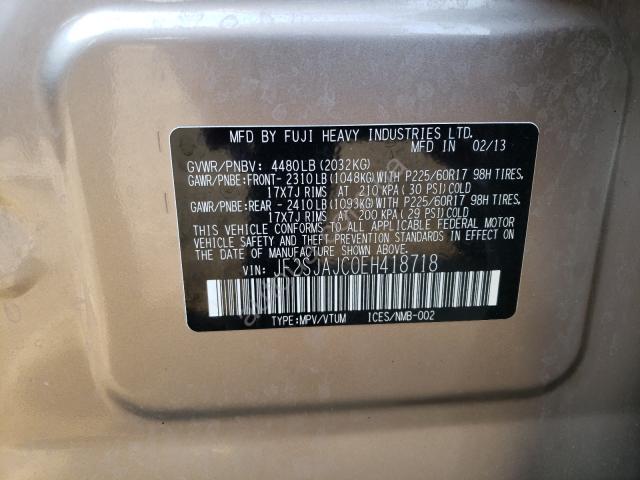 MFD BY FUJI HEAVY INDUSTRIES LTD.
MFD IN 02/13
GVWR/PNBV: 4480LB(2032KG)
GAWR/PNBE:FRONT-2310LB(1048KG)WITH P225/60R17 98H TIRES,
17X7J RIMS AT 210 KPA( 30 PSI)COLD
GAWR/PNBE:REAR -2410LB(1093KG)WITH P225/60R17 98H TIRES,
17X7J RIMS AT 200 KPA( 29 PSI)COLD
THIS VEHICLE CONFORMS TO ALL APPLICABLE FEDERAL MOTOR
VEHICLE SAFETY AND THEFT PREVENTION STANDARDS IN EFFECT ON
THE DATE OF MANUFACTURE SHOWN ABOVE.
VIN: JF2SJAJC0EH418718
TYPE:MPV/VTUM ICES/NMB-002